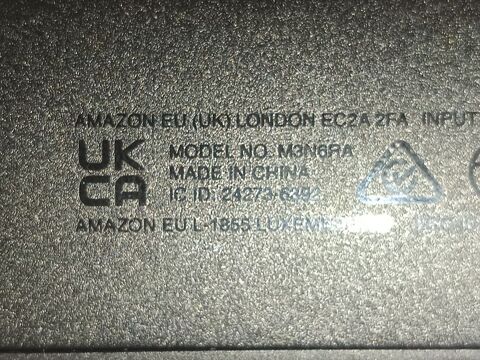 AMAZON EU (UK) LONDON EC2A 2FA INPUT
UK
CA
MODEL NO. M3N6RA
MADE IN CHINA
IC ID: 24273-6392
AMAZON EU L-1855